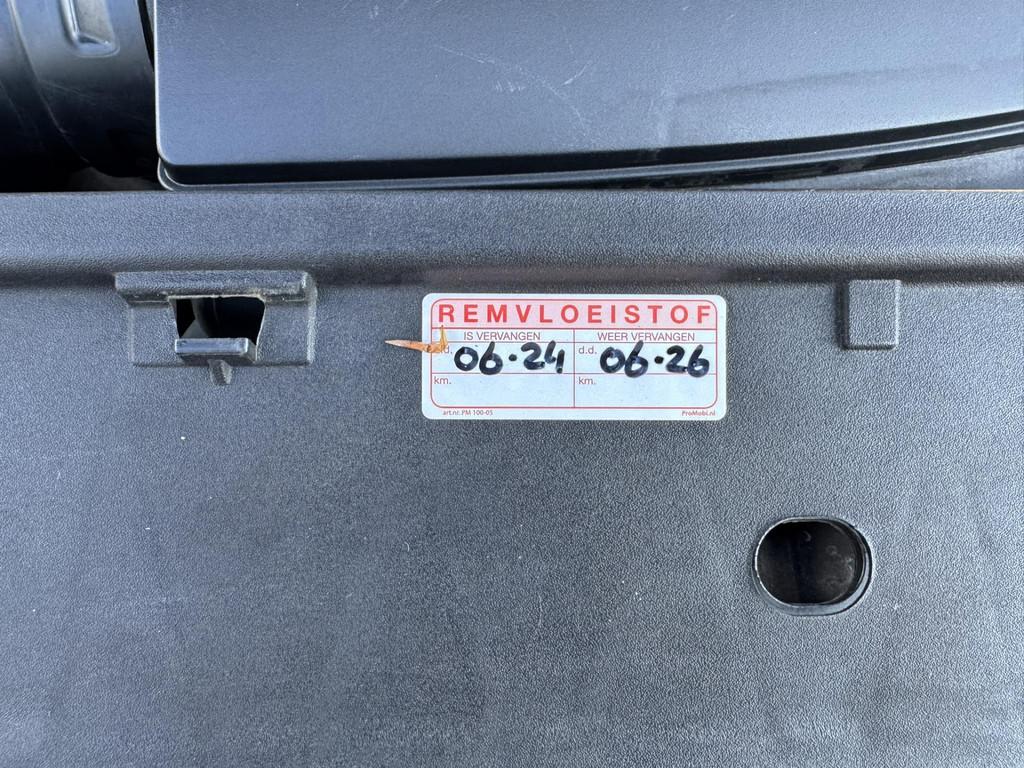 REMVLOEISTOF
IS VERVANGEN WEER VERVANGEN
d.d. 06-24 d.d. 06-26
km. km.
art.nr. PM 100-05 ProMobi.nl